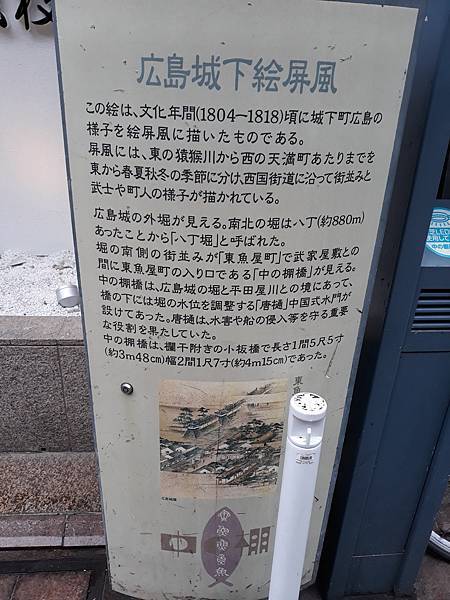 広島城下絵屏風
この絵は、文化年間(1804—1818)頃に城下町広島の
様子を絵屏風に描いたものである。
屏風には、東の猿猴川から西の天満町あたりまでを
東から春夏秋冬の季節に分け、西国街道に沿って街並みと
武士や町人の様子が描かれている。
広島城の外堀が見える。南北の堀は八丁(約880m)
あったことから「八丁堀」と呼ばれた。
堀の南側の街並みが「東魚屋町」で武家屋敷との
間に東魚屋町の入り口である「中の棚橋」が見える。
中の棚橋は、広島城の堀と平田屋川との境にあって、
橋の下には堀の水位を調整する「唐樋」中国式水門が
設けてあった。唐樋は、水害や船の侵入等を守る重要
な役割を果たしていた。
中の棚橋は、欄干附きの小板橋で長さ1間5尺5寸
(約3m48cm)幅2間1尺7寸(約4m15cm)であった。
東魚
中 棚